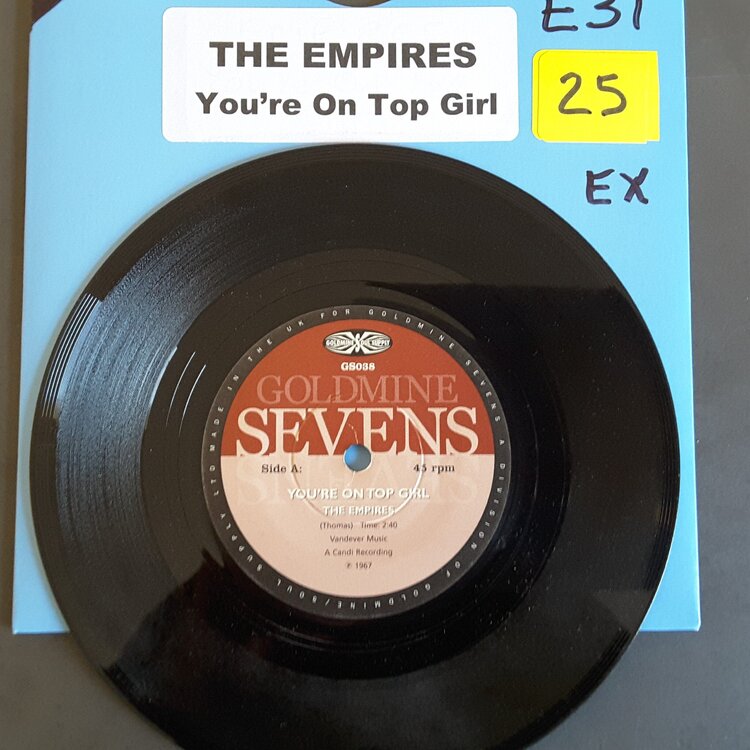 E31
THE EMPIRES
You're On Top Girl
25
EX
MADE IN THE UK FOR GOLDMINE SEVENS A DIVISION OF GOLDMINE/SOUL SUPPLY LTD
GOLDMINE SOUL SUPPLY
GS038
GOLDMINE
SEVENS
Side A: 45 rpm
YOU'RE ON TOP GIRL
THE EMPIRES
(Thomas) Time: 2:40
Vandever Music
A Candi Recording
℗ 1967